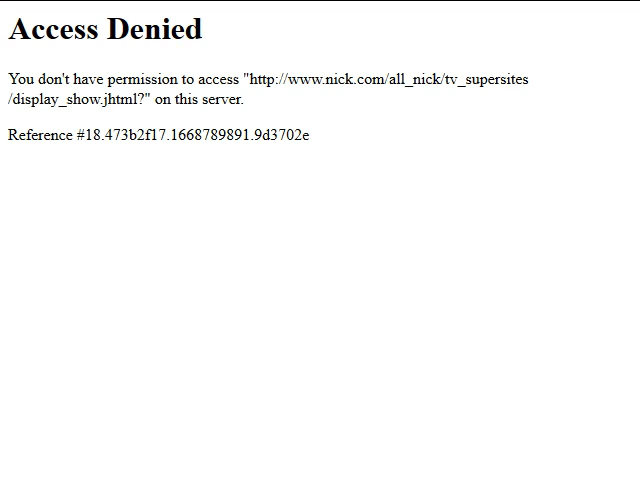 Access Denied
You don't have permission to access "http://www.nick.com/all_nick/tv_supersites
/display_show.jhtml?" on this server.
Reference #18.473b2f17.1668789891.9d3702e